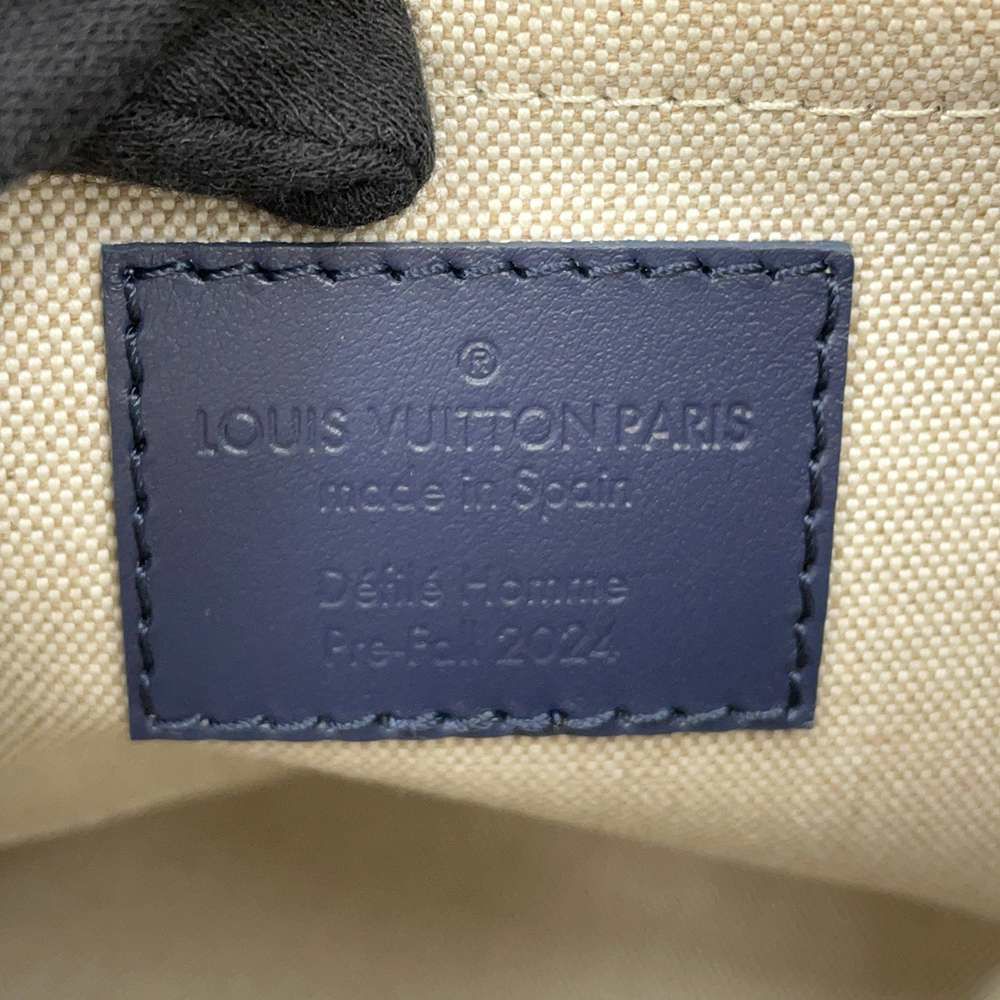 ®
LOUIS VUITTON PARIS
made in Spain
Défilé Homme
Pre-Fall 2024